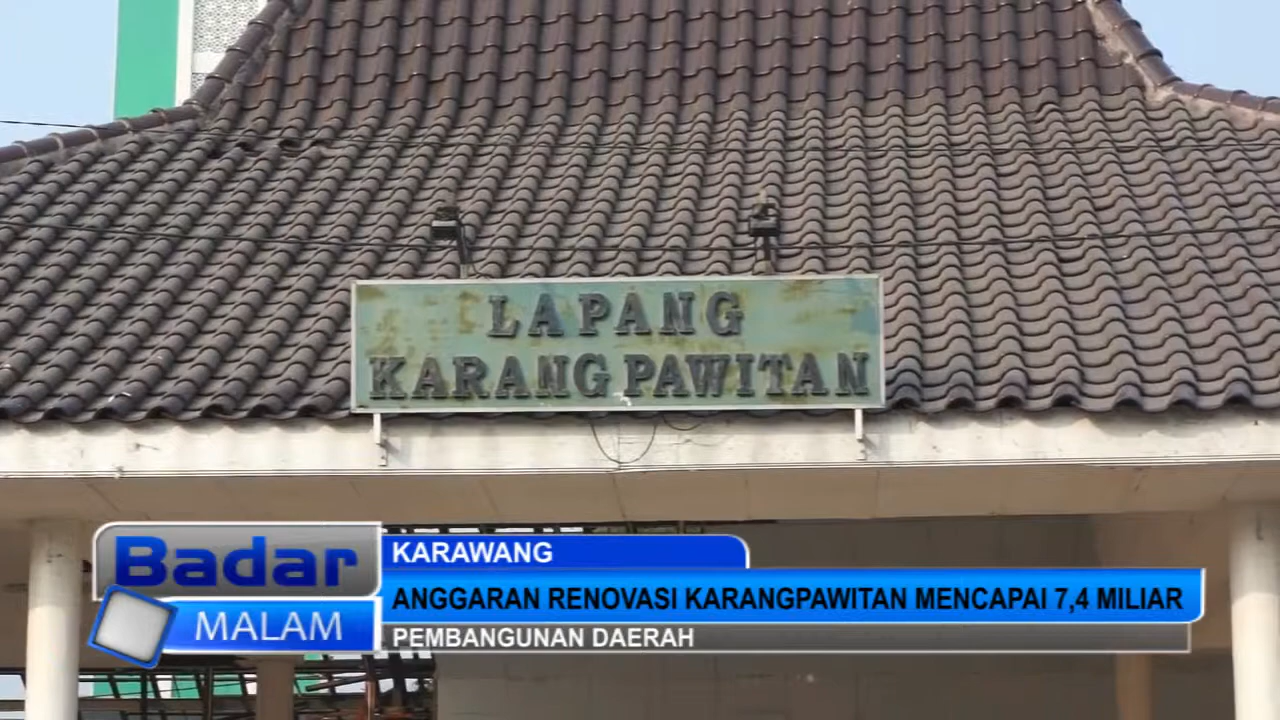 LAPANG
KARANG PAWITAN
Badar
MALAM
KARAWANG
ANGGARAN RENOVASI KARANGPAWITAN MENCAPAI 7,4 MILIAR
PEMBANGUNAN DAERAH